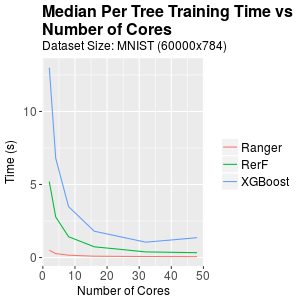 Median Per Tree Training Time vs
Number of Cores
Dataset Size: MNIST (60000x784)
Time (s)
10
5
0
0 10 20 30 40 50
Number of Cores
Ranger
RerF
XGBoost